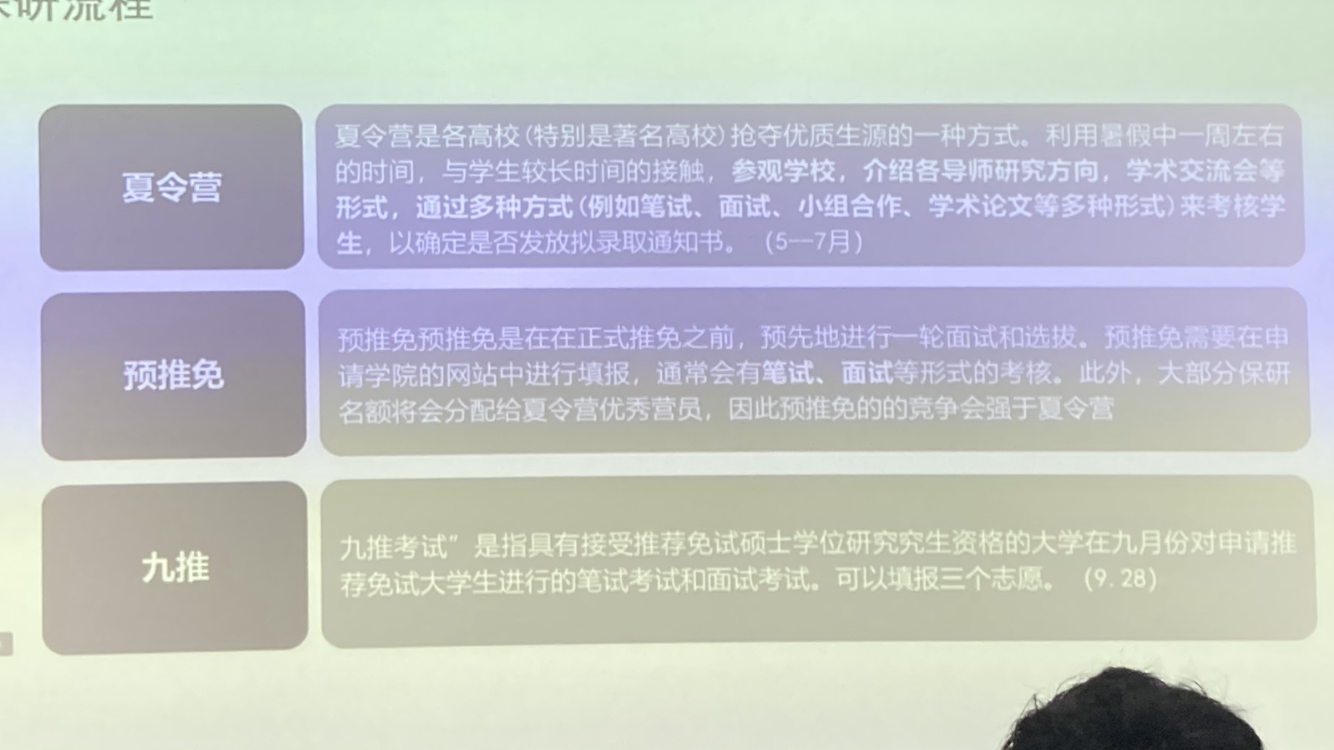 保研流程
夏令营
夏令营是各高校(特别是著名高校)抢夺优质生源的一种方式。利用暑假中一周左右
的时间，与学生较长时间的接触，参观学校，介绍各导师研究方向，学术交流会等
形式，通过多种方式(例如笔试、面试、小组合作、学术论文等多种形式)来考核学
生，以确定是否发放拟录取通知书。（5—7月）
预推免
预推免预推免是在在正式推免之前，预先地进行一轮面试和选拔。预推免需要在申
请学院的网站中进行填报，通常会有笔试、面试等形式的考核。此外，大部分保研
名额将会分配给夏令营优秀营员，因此预推免的的竞争会强于夏令营
九推
九推考试”是指具有接受推荐免试硕士学位研究究生资格的大学在九月份对申请推
荐免试大学生进行的笔试考试和面试考试。可以填报三个志愿。（9.28）